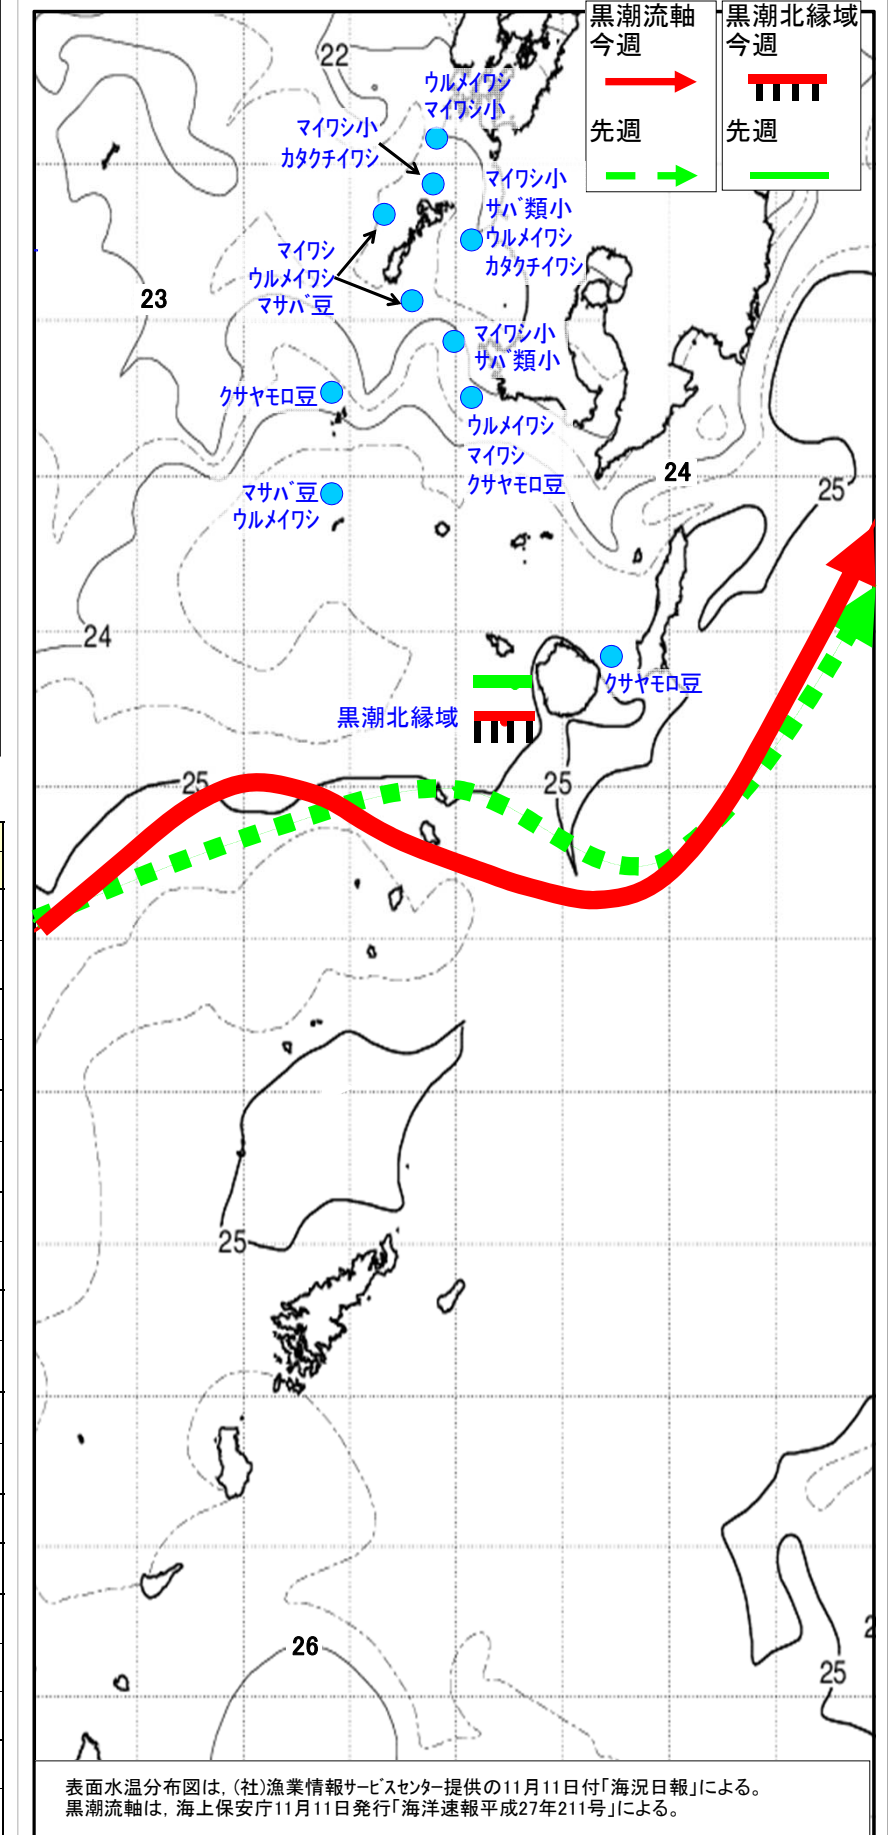 黒潮流軸
今週
先週
黒潮北縁域
今週
先週
22
ウルメイワシ
マイワシ小
マイワシ小
カタクチイワシ
マイワシ小
サバ類小
ウルメイワシ
カタクチイワシ
マイワシ
ウルメイワシ
マサバ豆
23
マイワシ小
サバ類小
クサヤモロ豆
ウルメイワシ
マイワシ
クサヤモロ豆
24
25
マサバ豆
ウルメイワシ
24
クサヤモロ豆
黒潮北縁域
25
25
25
26
25
表面水温分布図は，(社)漁業情報サービスセンター提供の11月11日付「海況日報」による。
黒潮流軸は，海上保安庁11月11日発行「海洋速報平成27年211号」による。